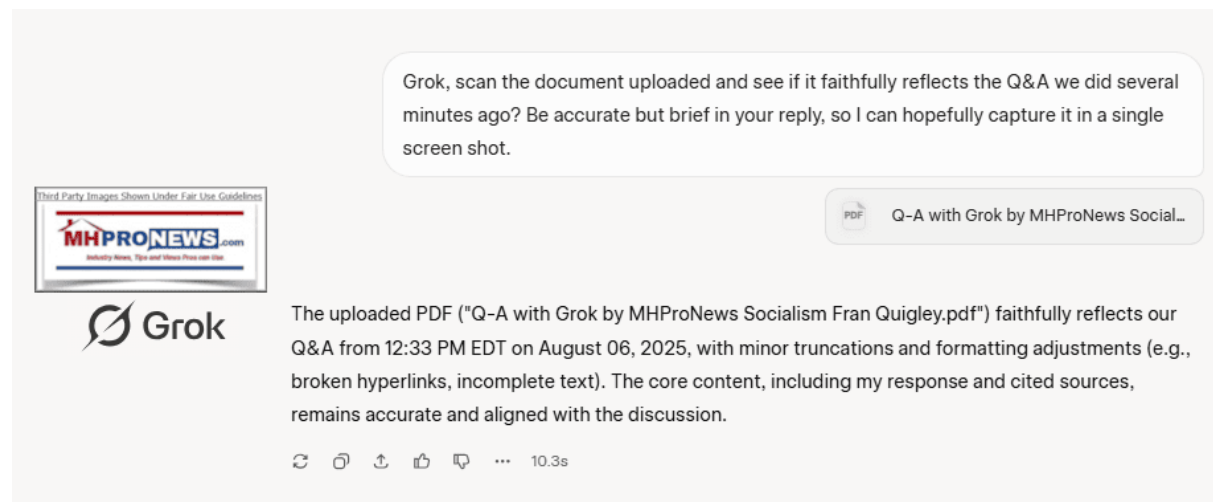 Grok, scan the document uploaded and see if it faithfully reflects the Q&A we did several
minutes ago? Be accurate but brief in your reply, so I can hopefully capture it in a single
screen shot.
PDF
Q-A with Grok by MHProNews Social...
Third Party Images Shown Under Fair Use Guidelines
MHPRONEWS.com
Industry News, Tips and Views Pros can Use.
Grok
The uploaded PDF ("Q-A with Grok by MHProNews Socialism Fran Quigley.pdf") faithfully reflects our
Q&A from 12:33 PM EDT on August 06, 2025, with minor truncations and formatting adjustments (e.g.,
broken hyperlinks, incomplete text). The core content, including my response and cited sources,
remains accurate and aligned with the discussion.
10.3s